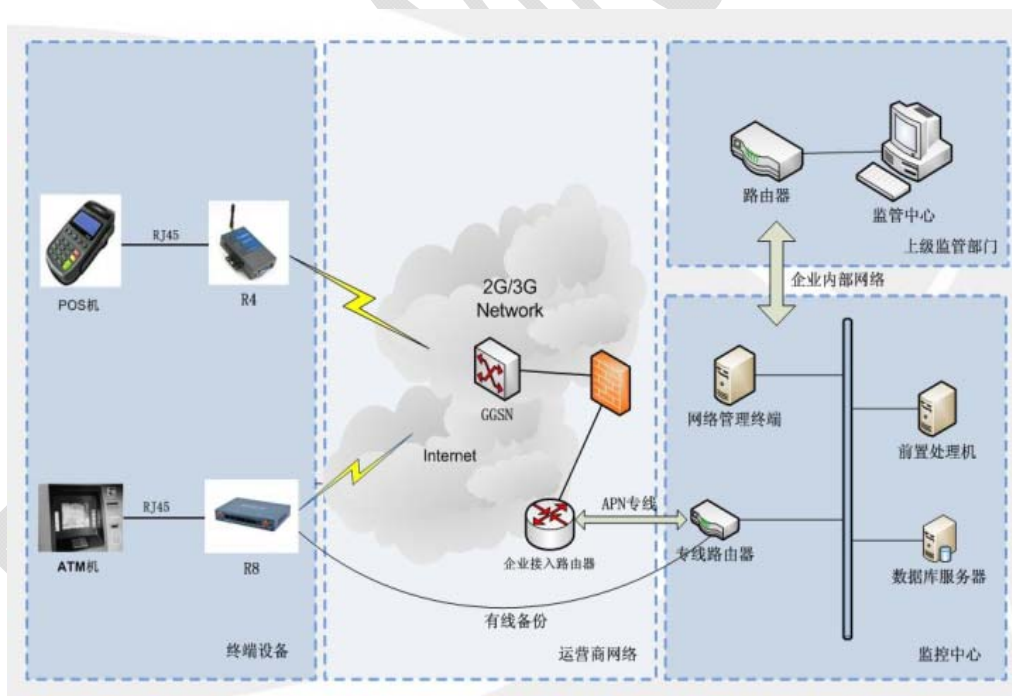 POS机
RJ45
R4
ATM机
RJ45
R8
终端设备
2G/3G
Network
GGSN
Internet
企业接入路由器
APN专线
有线备份
运营商网络
路由器
监管中心
上级监管部门
企业内部网络
网络管理终端
前置处理机
专线路由器
数据库服务器
监控中心